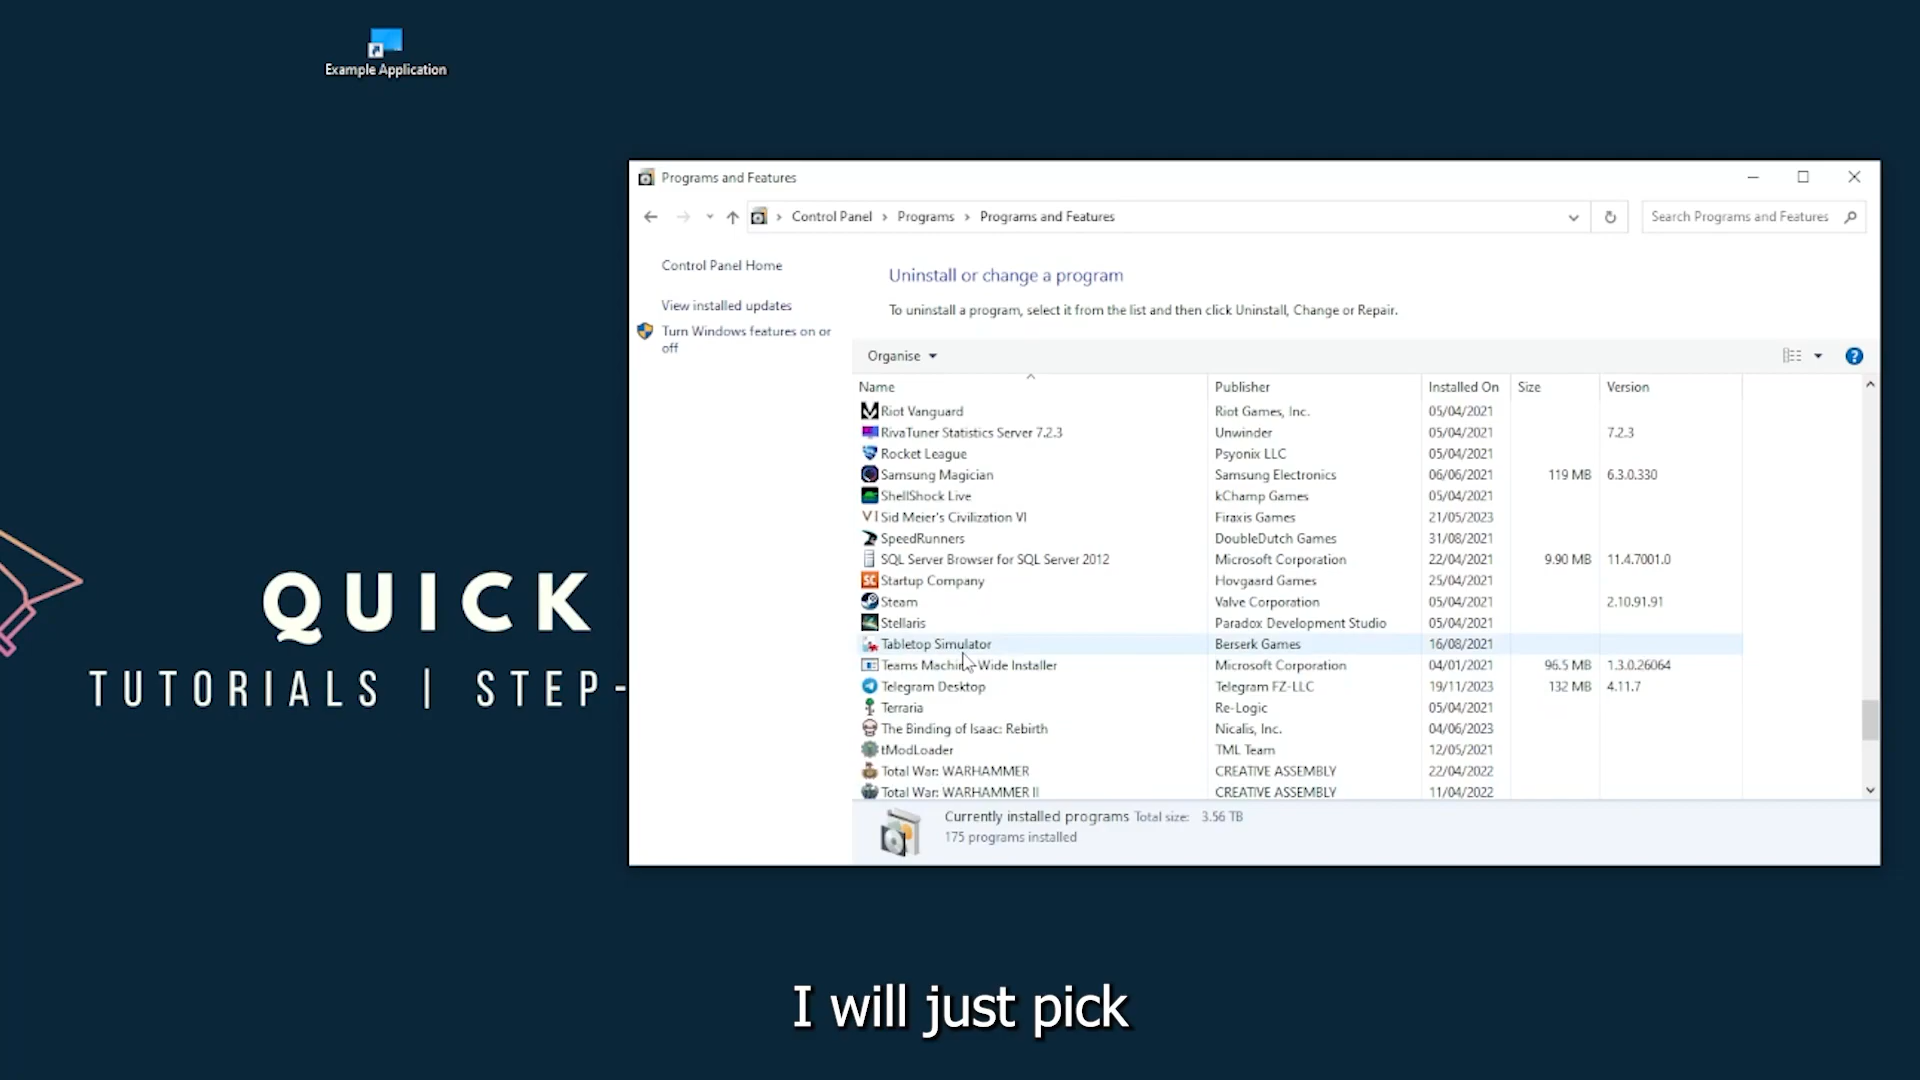 Example Application
QUICK
TUTORIALS | STEP-
Programs and Features
Control Panel > Programs > Programs and Features
Search Programs and Features
Control Panel Home
View installed updates
Turn Windows features on or
off
Uninstall or change a program
To uninstall a program, select it from the list and then click Uninstall, Change or Repair.
Organise
Name Publisher Installed On Size Version
Riot Vanguard Riot Games, Inc. 05/04/2021
RivaTuner Statistics Server 7.2.3 Unwinder 05/04/2021 7.2.3
Rocket League Psyonix LLC 05/04/2021
Samsung Magician Samsung Electronics 06/06/2021 119 MB 6.3.0.330
ShellShock Live kChamp Games 05/04/2021
VI Sid Meier's Civilization VI Firaxis Games 21/05/2023
SpeedRunners DoubleDutch Games 31/08/2021
SQL Server Browser for SQL Server 2012 Microsoft Corporation 22/04/2021 9.90 MB 11.4.7001.0
SC Startup Company Hovgaard Games 25/04/2021
Steam Valve Corporation 05/04/2021 2.10.91.91
Stellaris Paradox Development Studio 05/04/2021
Tabletop Simulator Berserk Games 16/08/2021
Teams Machine-Wide Installer Microsoft Corporation 04/01/2021 96.5 MB 1.3.0.26064
Telegram Desktop Telegram FZ-LLC 19/11/2023 132 MB 4.11.7
Terraria Re-Logic 05/04/2021
The Binding of Isaac: Rebirth Nicalis, Inc. 04/06/2023
tModLoader TML Team 12/05/2021
Total War: WARHAMMER CREATIVE ASSEMBLY 22/04/2022
Total War: WARHAMMER II CREATIVE ASSEMBLY 11/04/2022
Currently installed programs Total size: 3.56 TB
175 programs installed
I will just pick